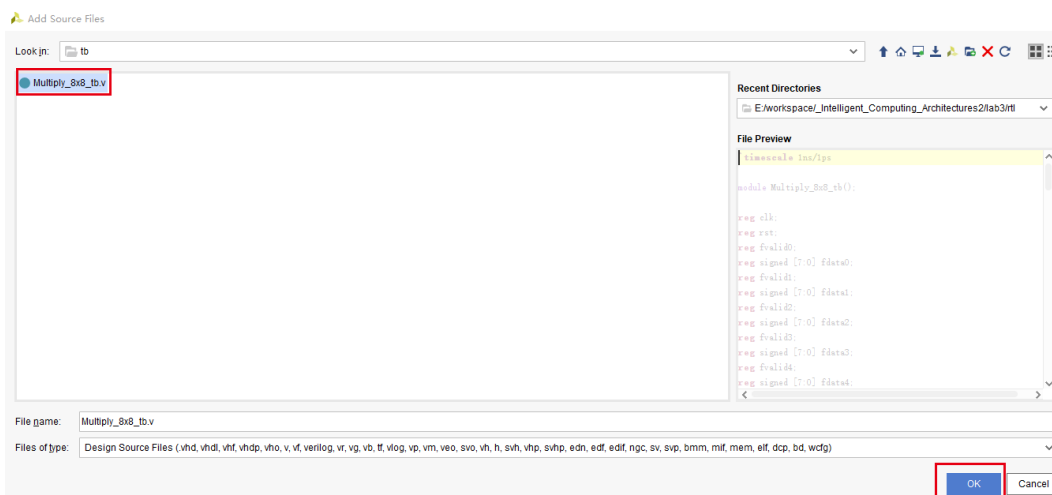 Add Source Files
Look in: tb
Multiply_8x8_tb.v
Recent Directories
E:/workspace/_Intelligent_Computing_Architectures2/lab3/rtl
File Preview
`timescale 1ns/1ps
module Multiply_8x8_tb();
reg clk;
reg rst;
reg fvalid0;
reg signed [7:0] fdata0;
reg fvalid1;
reg signed [7:0] fdata1;
reg fvalid2;
reg signed [7:0] fdata2;
reg fvalid3;
reg signed [7:0] fdata3;
reg fvalid4;
reg signed [7:0] fdata4;
File name: Multiply_8x8_tb.v
Files of type: Design Source Files (.vhd, vhdl, vhf, vhdp, vho, v, vf, verilog, vr, vg, vb, tf, vlog, vp, vm, veo, svo, vh, h, svh, vhp, svhp, edn, edf, edif, ngc, sv, svp, bmm, mif, mem, elf, dcp, bd, wcfg)
OK Cancel